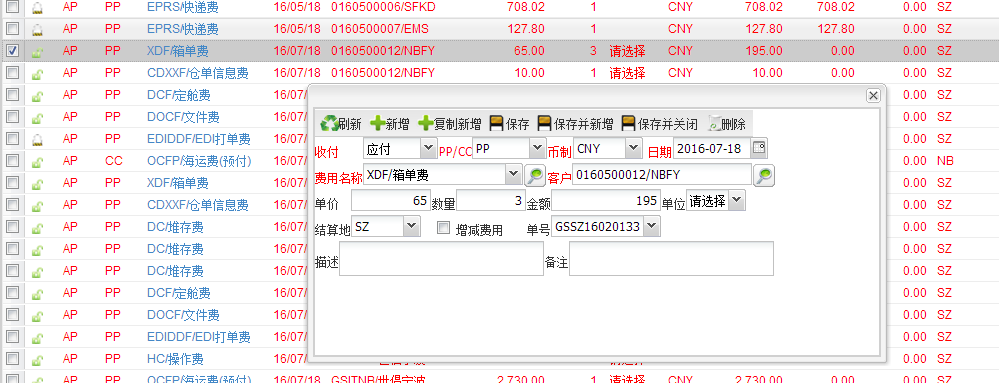 AP PP EPRS/快递费 16/05/18 0160500006/SFKD 708.02 1 CNY 708.02 708.02 SZ
AP PP EPRS/快递费 16/05/18 0160500007/EMS 127.80 1 CNY 127.80 127.80 SZ
AP PP XDF/箱单费 16/07/18 0160500012/NBFY 65.00 3 请选择 CNY 195.00 0.00 SZ
AP PP CDXXF/仓单信息费 16/07/18 0160500012/NBFY 10.00 1 请选择 CNY 10.00 0.00 SZ
AP PP DCF/定舱费 16/07/ 0.00 SZ
AP PP DOCF/文件费 16/07/ 0.00 SZ
AP PP EDIDDF/EDI打单费 16/07/ 0.00 SZ
AP CC OCFP/海运费(预付) 16/07/ 0.00 NB
AP PP XDF/箱单费 16/07/ 0.00 SZ
AP PP CDXXF/仓单信息费 16/07/ 0.00 SZ
AP PP DC/堆存费 16/07/ 0.00 SZ
AP PP DC/堆存费 16/07/ 0.00 SZ
AP PP DC/堆存费 16/07/ 0.00 SZ
AP PP DCF/定舱费 16/07/ 0.00 SZ
AP PP DOCF/文件费 16/07/ 0.00 SZ
AP PP EDIDDF/EDI打单费 16/07/ 0.00 SZ
AP PP HC/操作费 16/07/ 0.00 SZ
AP PP OCFP/海运费(预付) 16/07/18 GSITNB/世倡宁波 2,730.00 1 请选择 CNY 2,730.00 0.00 SZ
刷新 新增 复制新增 保存 保存并新增 保存并关闭 删除
收付 应付 PP/CC PP 币制 CNY 日期 2016-07-18
费用名称 XDF/箱单费 客户 0160500012/NBFY
单价 65 数量 3 金额 195 单位 请选择
结算地 SZ 增减费用 单号 GSSZ16020133
描述 备注